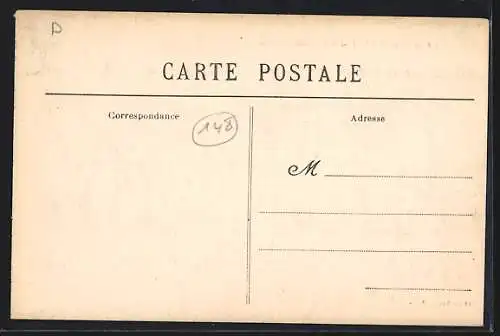 D
CARTE POSTALE
Correspondance
148
Adresse
M